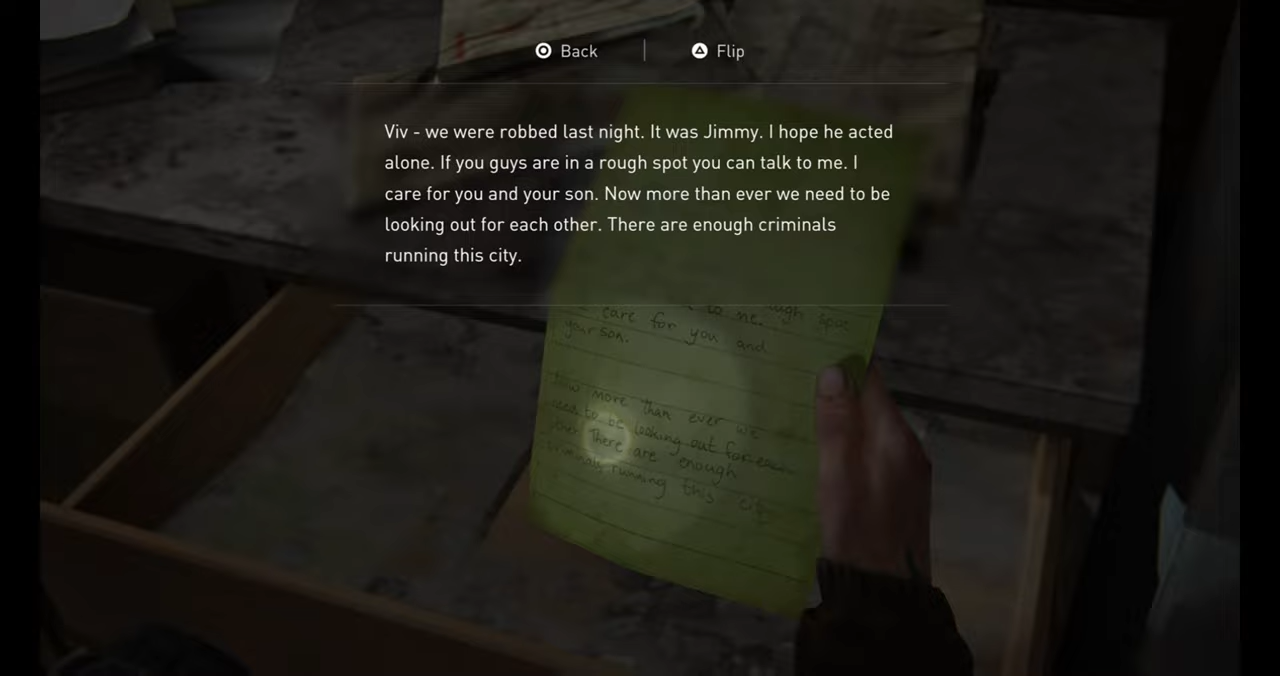 Back | Flip
Viv - we were robbed last night. It was Jimmy. I hope he acted
alone. If you guys are in a rough spot you can talk to me. I
care for you and your son. Now more than ever we need to be
looking out for each other. There are enough criminals
running this city.
to me. rough spot
care for you and
your son.
Now more than ever we
need to be looking out for
other. There are enough
criminals running this city